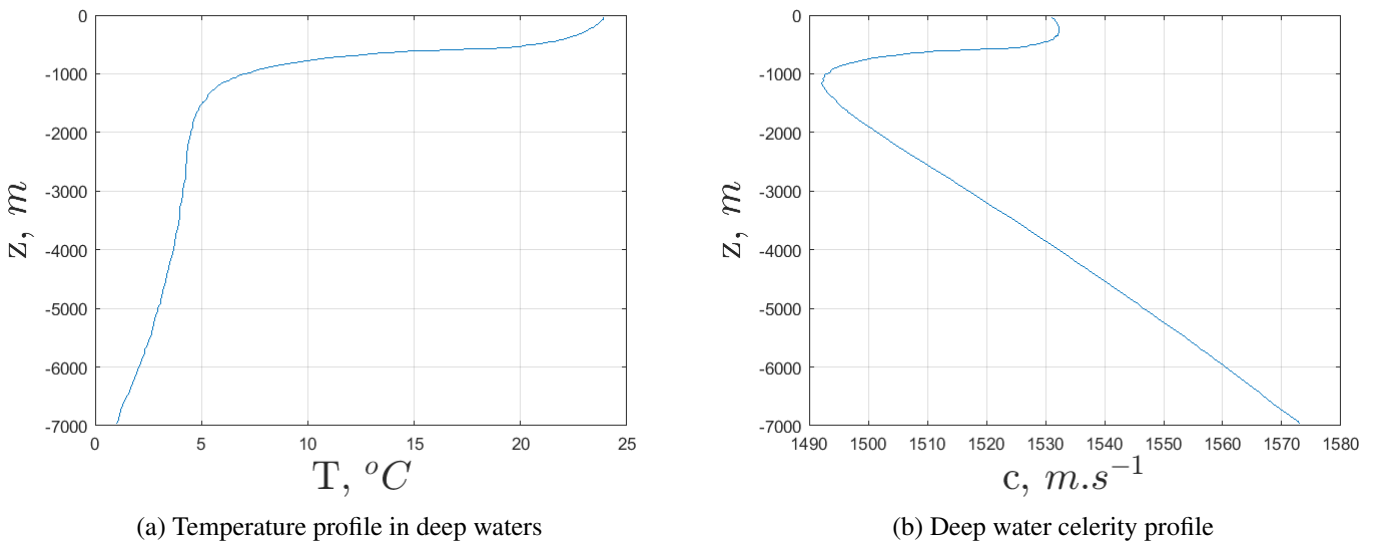 0
-1000
-2000
-3000
-4000
-5000
-6000
-7000
z, m
0 5 10 15 20 25
T, °C
(a) Temperature profile in deep waters
0
-1000
-2000
-3000
-4000
-5000
-6000
-7000
z, m
1490 1500 1510 1520 1530 1540 1550 1560 1570 1580
c, m.s⁻¹
(b) Deep water celerity profile